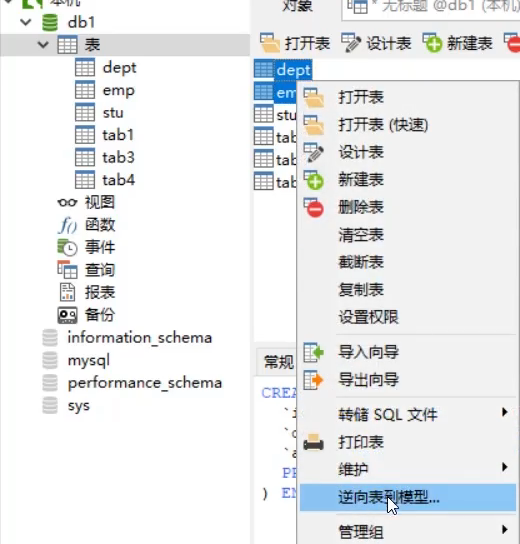 本机
db1
表
dept
emp
stu
tab1
tab3
tab4
视图
函数
事件
查询
报表
备份
information_schema
mysql
performance_schema
sys
对象
* 无标题 @db1 (本机)
打开表
设计表
新建表
dept
em
stu
tab
tab
tab
打开表
打开表 (快速)
设计表
新建表
删除表
清空表
截断表
复制表
设置权限
导入向导
导出向导
转储 SQL 文件
打印表
维护
逆向表到模型...
管理组
常规
CREA
) EN